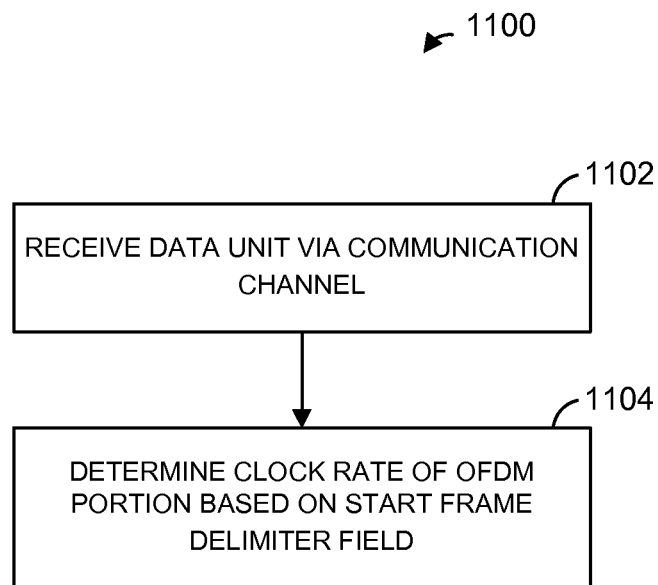 1100
1102
RECEIVE DATA UNIT VIA COMMUNICATION
CHANNEL
1104
DETERMINE CLOCK RATE OF OFDM
PORTION BASED ON START FRAME
DELIMITER FIELD